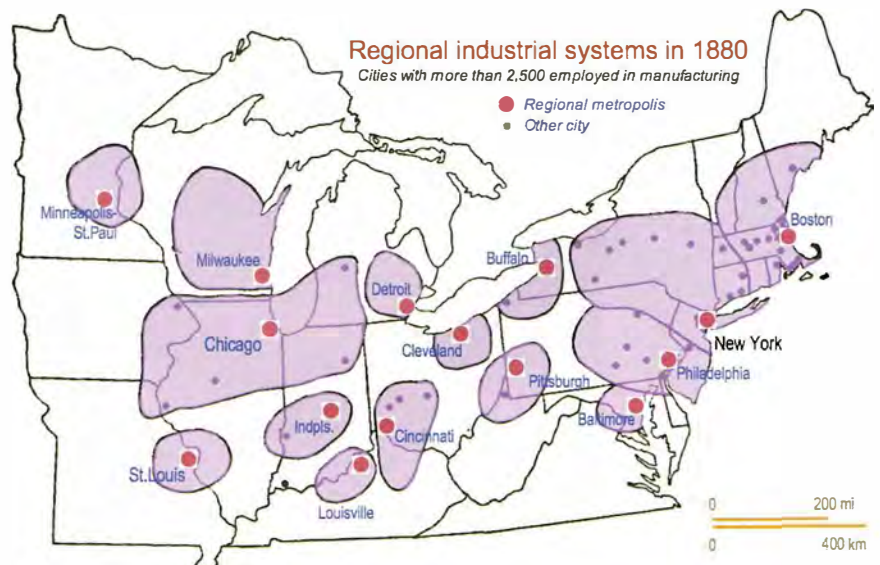 Regional industrial systems in 1880
Cities with more than 2,500 employed in manufacturing
Regional metropolis
Other city
Minneapolis-
St.Paul
Milwaukee
Chicago
Detroit
Buffalo
Boston
Cleveland
New York
Pittsburgh
Philadelphia
Baltimore
Indpls.
Cincinnati
St.Louis
Louisville
0 200 mi
0 400 km